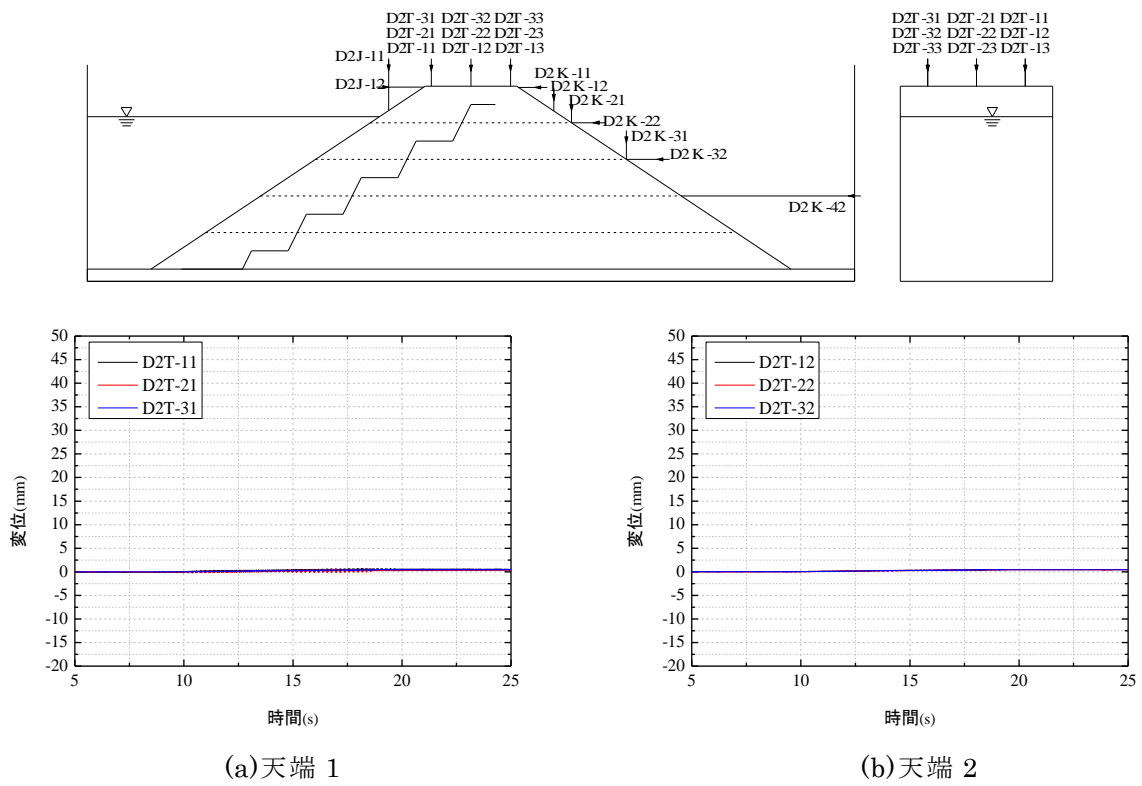 D2T-31 D2T-32 D2T-33
D2T-21 D2T-22 D2T-23
D2T-11 D2T-12 D2T-13
D2J-11
D2J-12
D2K-11
D2K-12
D2K-21
D2K-22
D2K-31
D2K-32
D2K-42
D2T-31 D2T-21 D2T-11
D2T-32 D2T-22 D2T-12
D2T-33 D2T-23 D2T-13
50
45
40
35
30
25
20
15
10
5
0
-5
-10
-15
-20
変位(mm)
D2T-11
D2T-21
D2T-31
5 10 15 20 25
時間(s)
(a)天端 1
50
45
40
35
30
25
20
15
10
5
0
-5
-10
-15
-20
変位(mm)
D2T-12
D2T-22
D2T-32
5 10 15 20 25
時間(s)
(b)天端 2